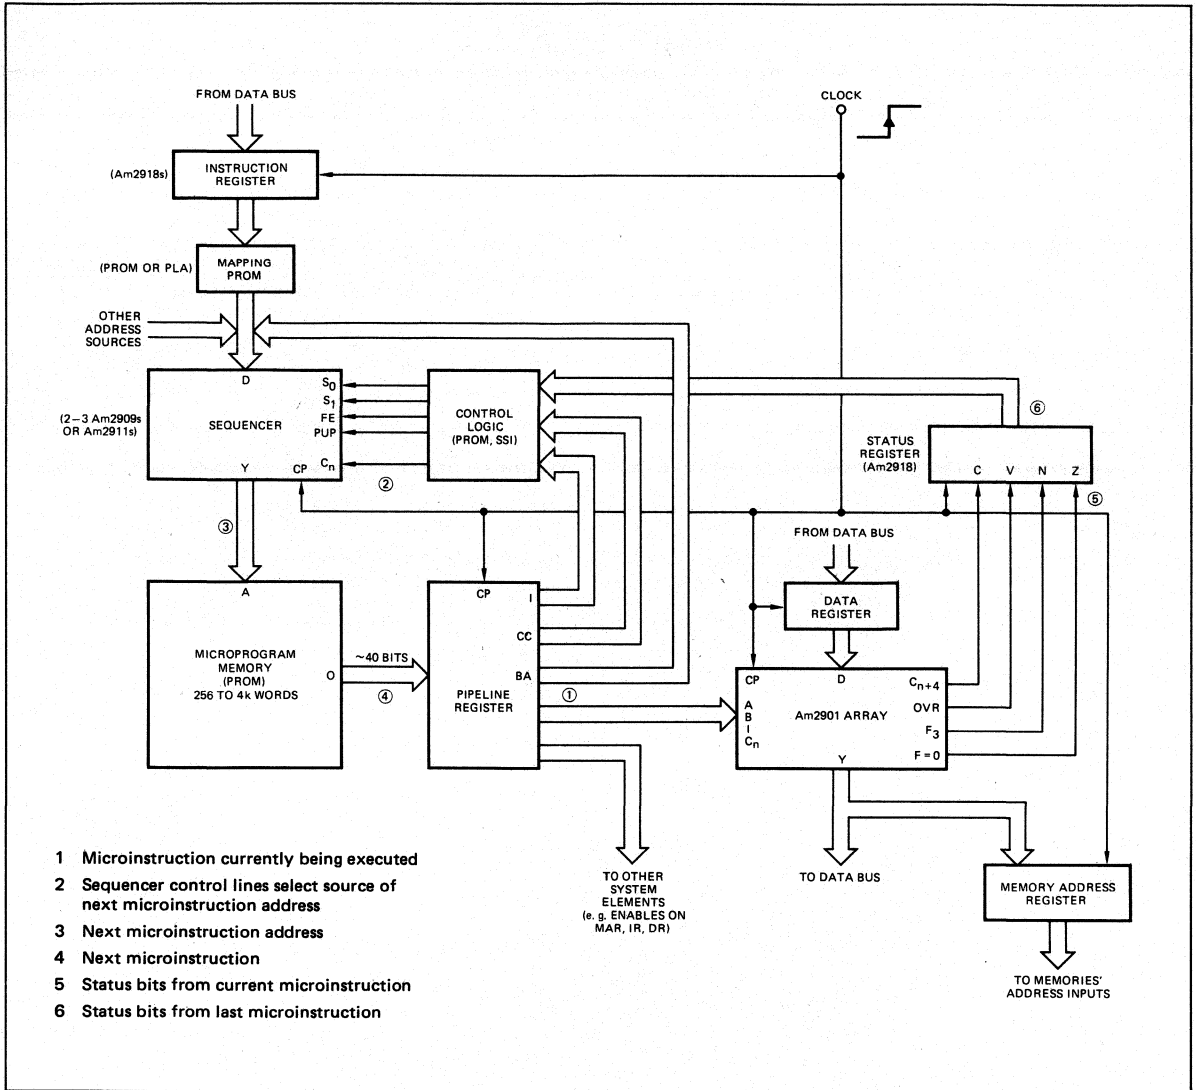 FROM DATA BUS
CLOCK
(Am2918s)
INSTRUCTION
REGISTER
(PROM OR PLA)
MAPPING
PROM
OTHER
ADDRESS
SOURCES
(2–3 Am2909s
OR Am2911s)
D
SEQUENCER
S0
S1
FE
PUP
Cn
Y
CP
CONTROL
LOGIC
(PROM, SSI)
②
③
⑥
STATUS
REGISTER
(Am2918)
C V N Z
⑤
FROM DATA BUS
DATA
REGISTER
A
MICROPROGRAM
MEMORY
(PROM)
256 TO 4k WORDS
O
~40 BITS
④
CP
I
CC
BA
PIPELINE
REGISTER
①
CP
D
A
B
I
Cn
Am2901 ARRAY
Cn+4
OVR
F3
F = 0
Y
TO DATA BUS
MEMORY ADDRESS
REGISTER
TO MEMORIES'
ADDRESS INPUTS
TO OTHER
SYSTEM
ELEMENTS
(e. g. ENABLES ON
MAR, IR, DR)
1 Microinstruction currently being executed
2 Sequencer control lines select source of
next microinstruction address
3 Next microinstruction address
4 Next microinstruction
5 Status bits from current microinstruction
6 Status bits from last microinstruction